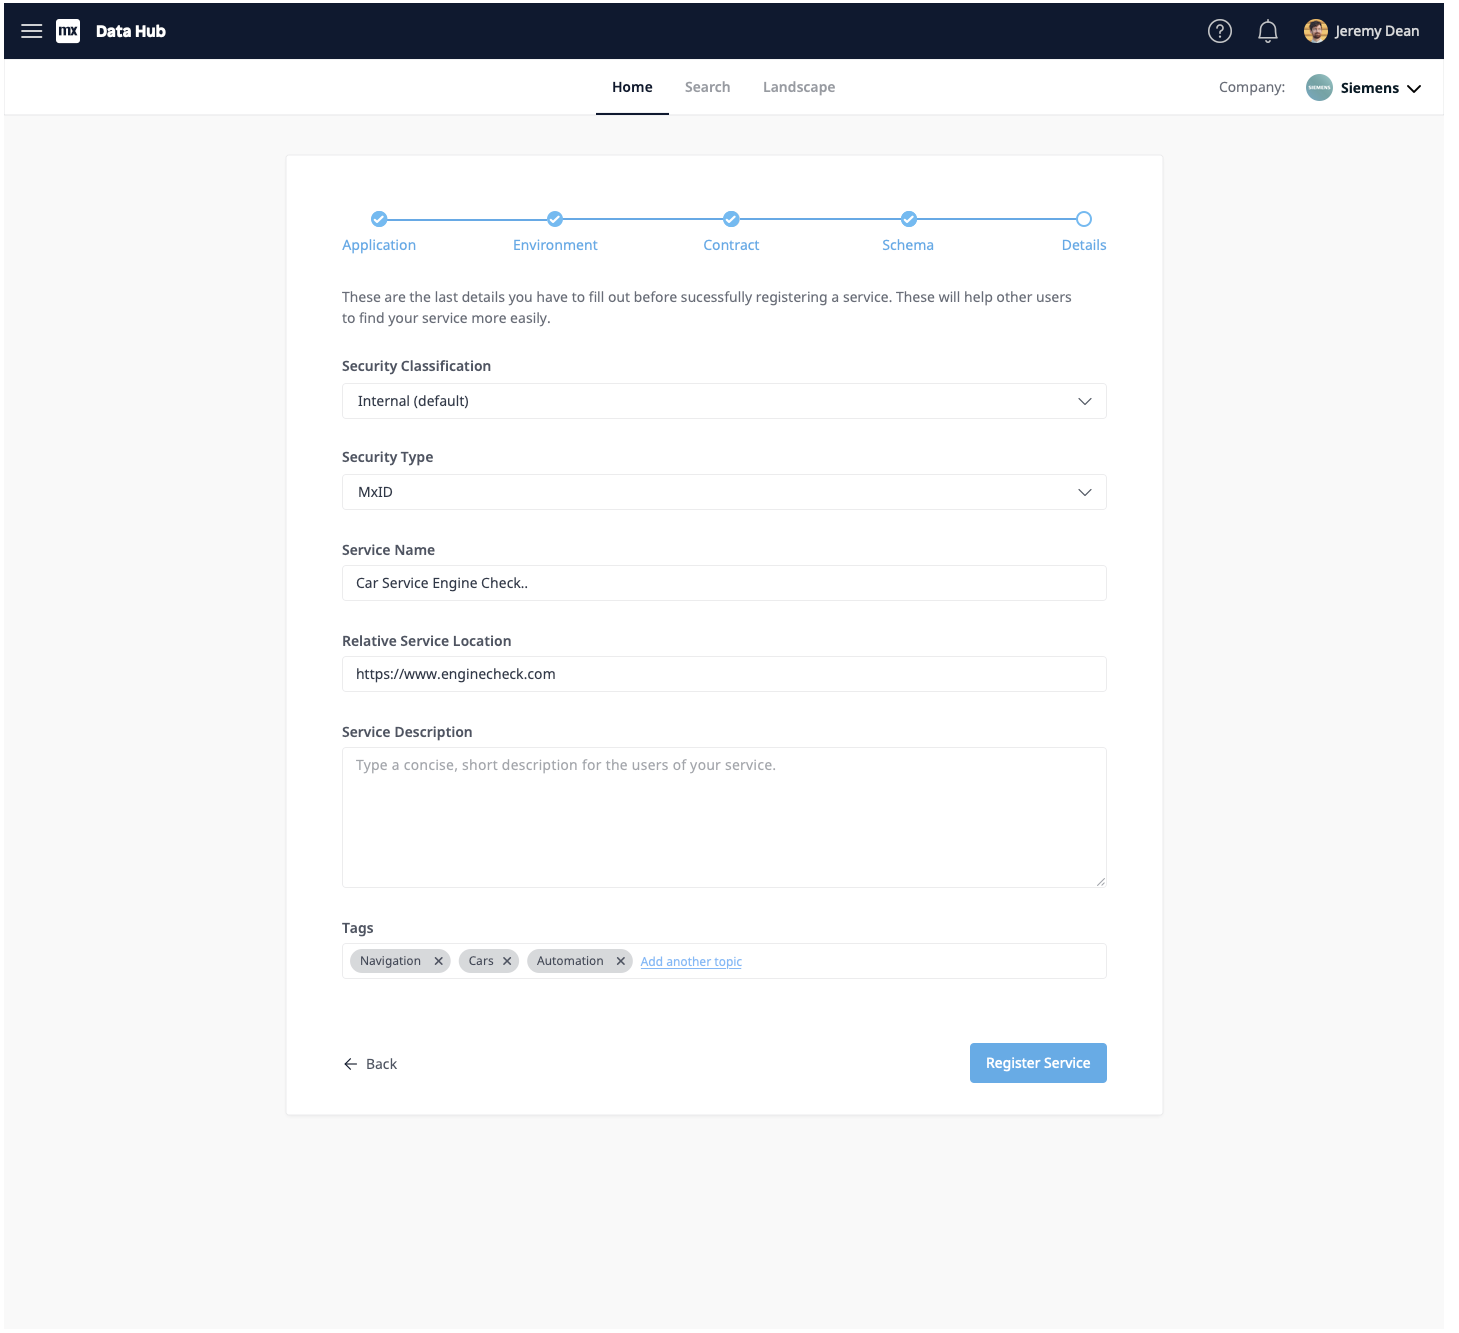 mx Data Hub Jeremy Dean
Home Search Landscape Company: SIEMENS Siemens
Application Environment Contract Schema Details
These are the last details you have to fill out before sucessfully registering a service. These will help other users
to find your service more easily.
Security Classification
Internal (default)
Security Type
MxID
Service Name
Car Service Engine Check..
Relative Service Location
https://www.enginecheck.com
Service Description
Type a concise, short description for the users of your service.
Tags
Navigation Cars Automation Add another topic
Back Register Service